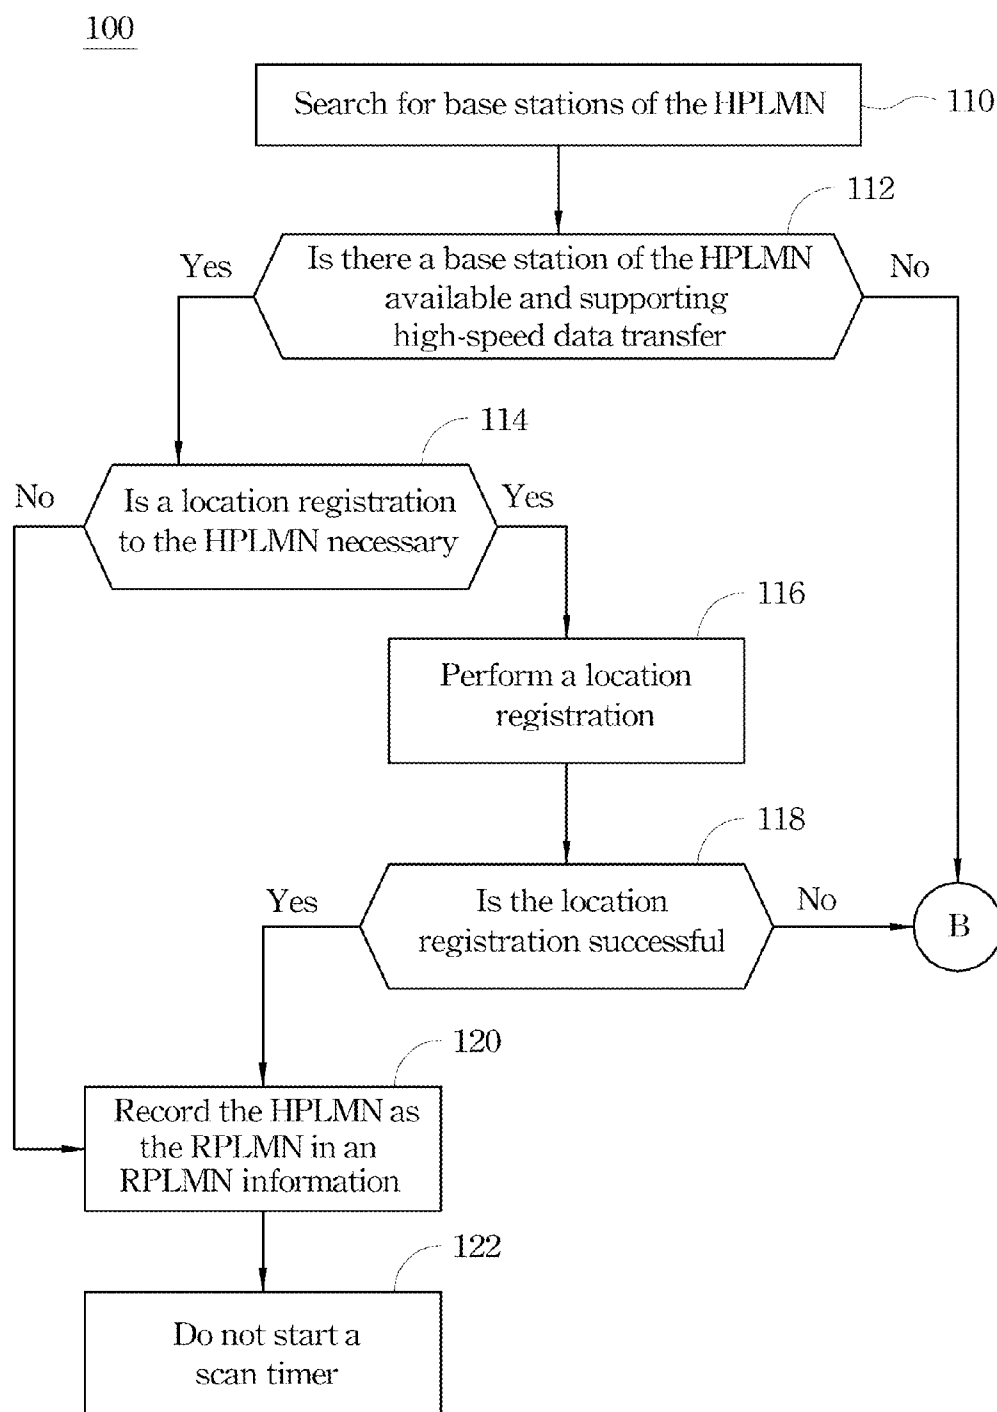 100
Search for base stations of the HPLMN
110
112
Yes
Is there a base station of the HPLMN
available and supporting
high-speed data transfer
No
114
No
Is a location registration
to the HPLMN necessary
Yes
116
Perform a location
registration
118
Yes
Is the location
registration successful
No
B
120
Record the HPLMN as
the RPLMN in an
RPLMN information
122
Do not start a
scan timer